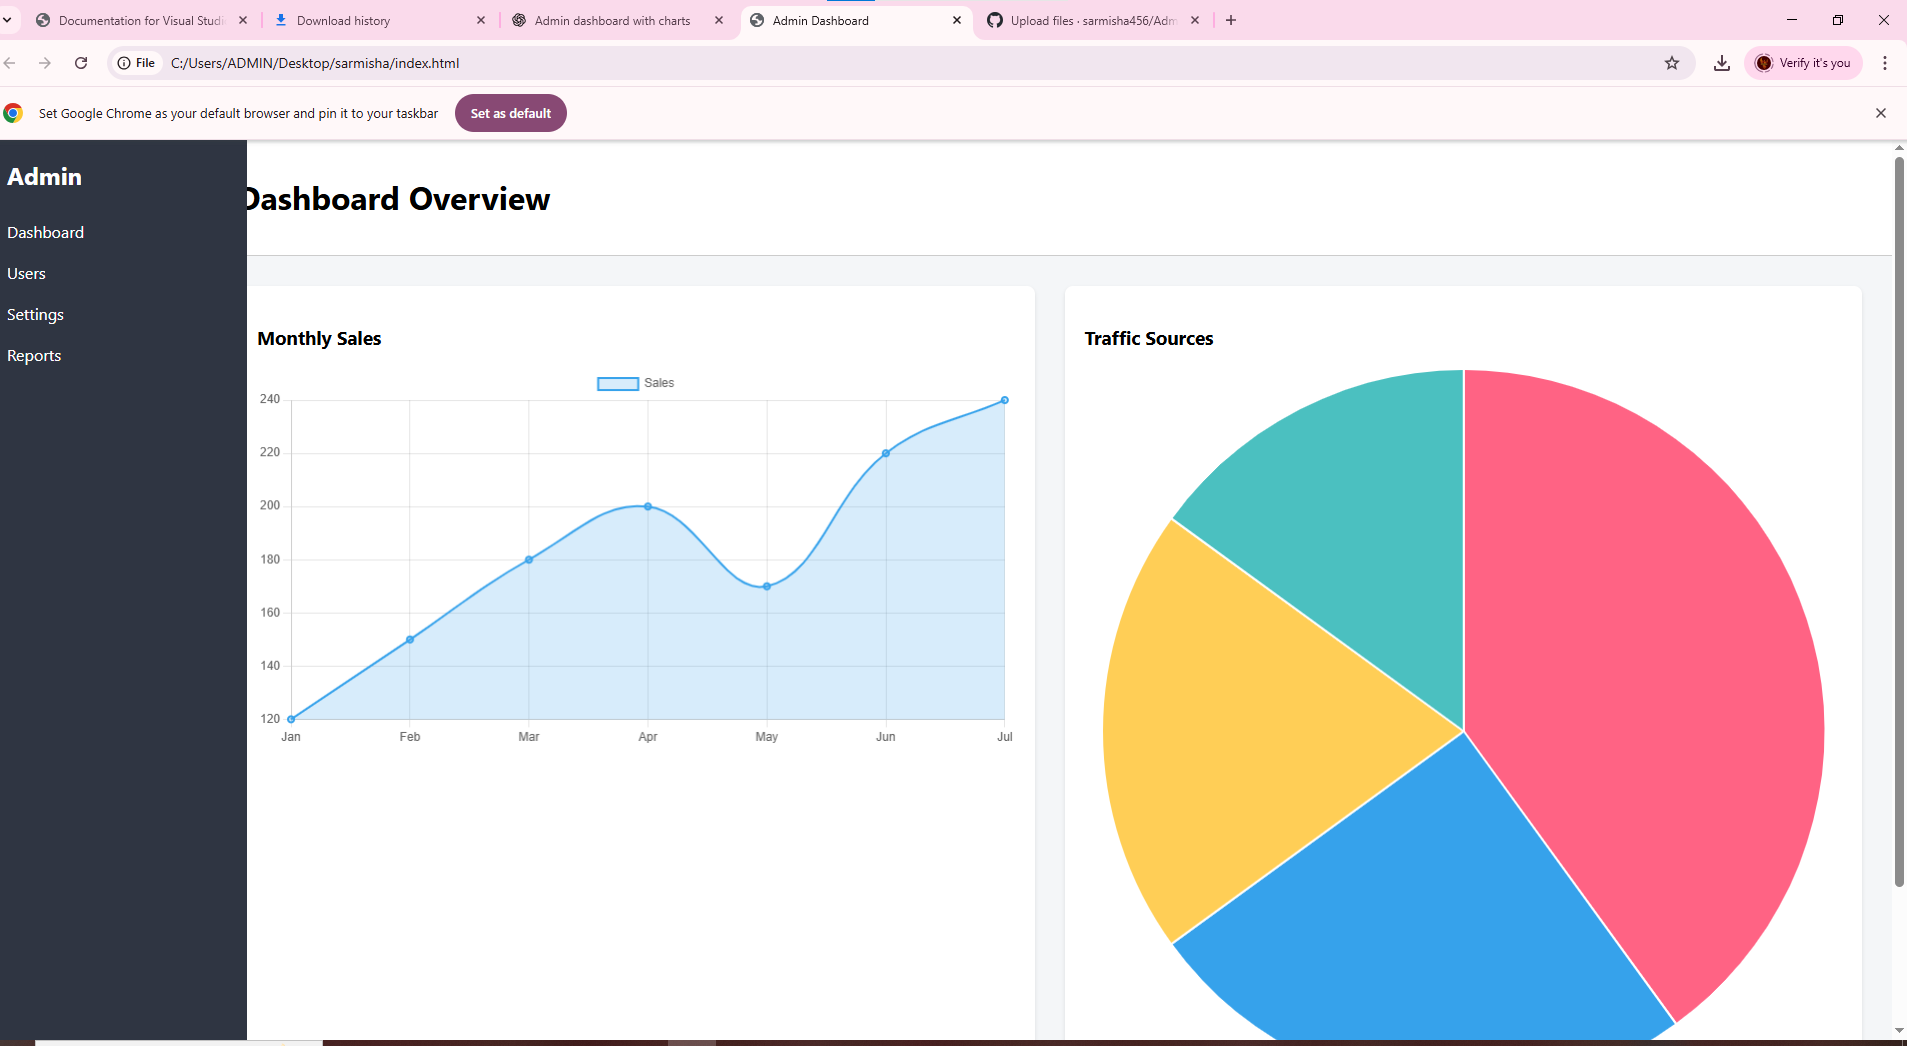 Documentation for Visual Studi
Download history
Admin dashboard with charts
Admin Dashboard
Upload files · sarmisha456/Adm
File
C:/Users/ADMIN/Desktop/sarmisha/index.html
Verify it's you
Set Google Chrome as your default browser and pin it to your taskbar
Set as default
Admin
Dashboard
Users
Settings
Reports
Dashboard Overview
Monthly Sales
Sales
240
220
200
180
160
140
120
Jan Feb Mar Apr May Jun Jul
Traffic Sources